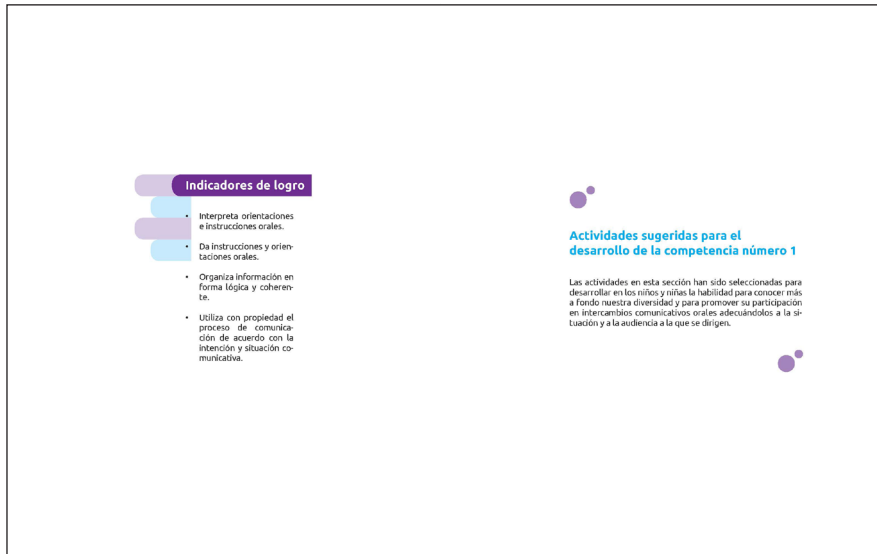 Indicadores de logro
• Interpreta orientaciones
e instrucciones orales.
• Da instrucciones y orien-
taciones orales.
• Organiza información en
forma lógica y coheren-
te.
• Utiliza con propiedad el
proceso de comunica-
ción de acuerdo con la
intención y situación co-
municativa.
Actividades sugeridas para el
desarrollo de la competencia número 1
Las actividades en esta sección han sido seleccionadas para
desarrollar en los niños y niñas la habilidad para conocer más
a fondo nuestra diversidad y para promover su participación
en intercambios comunicativos orales adecuándolos a la si-
tuación y a la audiencia a la que se dirigen.